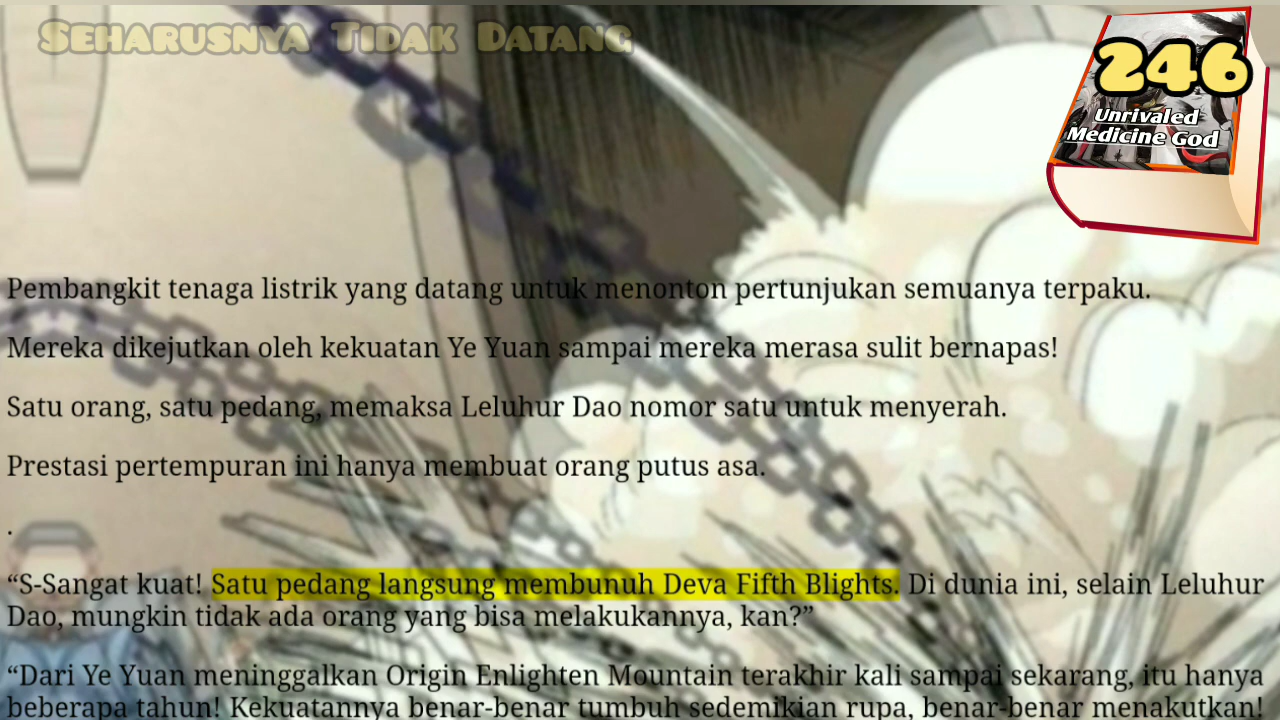 Seharusnya Tidak Datang
246
Unrivaled
Medicine God
Pembangkit tenaga listrik yang datang untuk menonton pertunjukan semuanya terpaku.
Mereka dikejutkan oleh kekuatan Ye Yuan sampai mereka merasa sulit bernapas!
Satu orang, satu pedang, memaksa Leluhur Dao nomor satu untuk menyerah.
Prestasi pertempuran ini hanya membuat orang putus asa.
.
“S-Sangat kuat! Satu pedang langsung membunuh Deva Fifth Blights. Di dunia ini, selain Leluhur
Dao, mungkin tidak ada orang yang bisa melakukannya, kan?”
“Dari Ye Yuan meninggalkan Origin Enlighten Mountain terakhir kali sampai sekarang, itu hanya
beberapa tahun! Kekuatannya benar-benar tumbuh sedemikian rupa, benar-benar menakutkan!